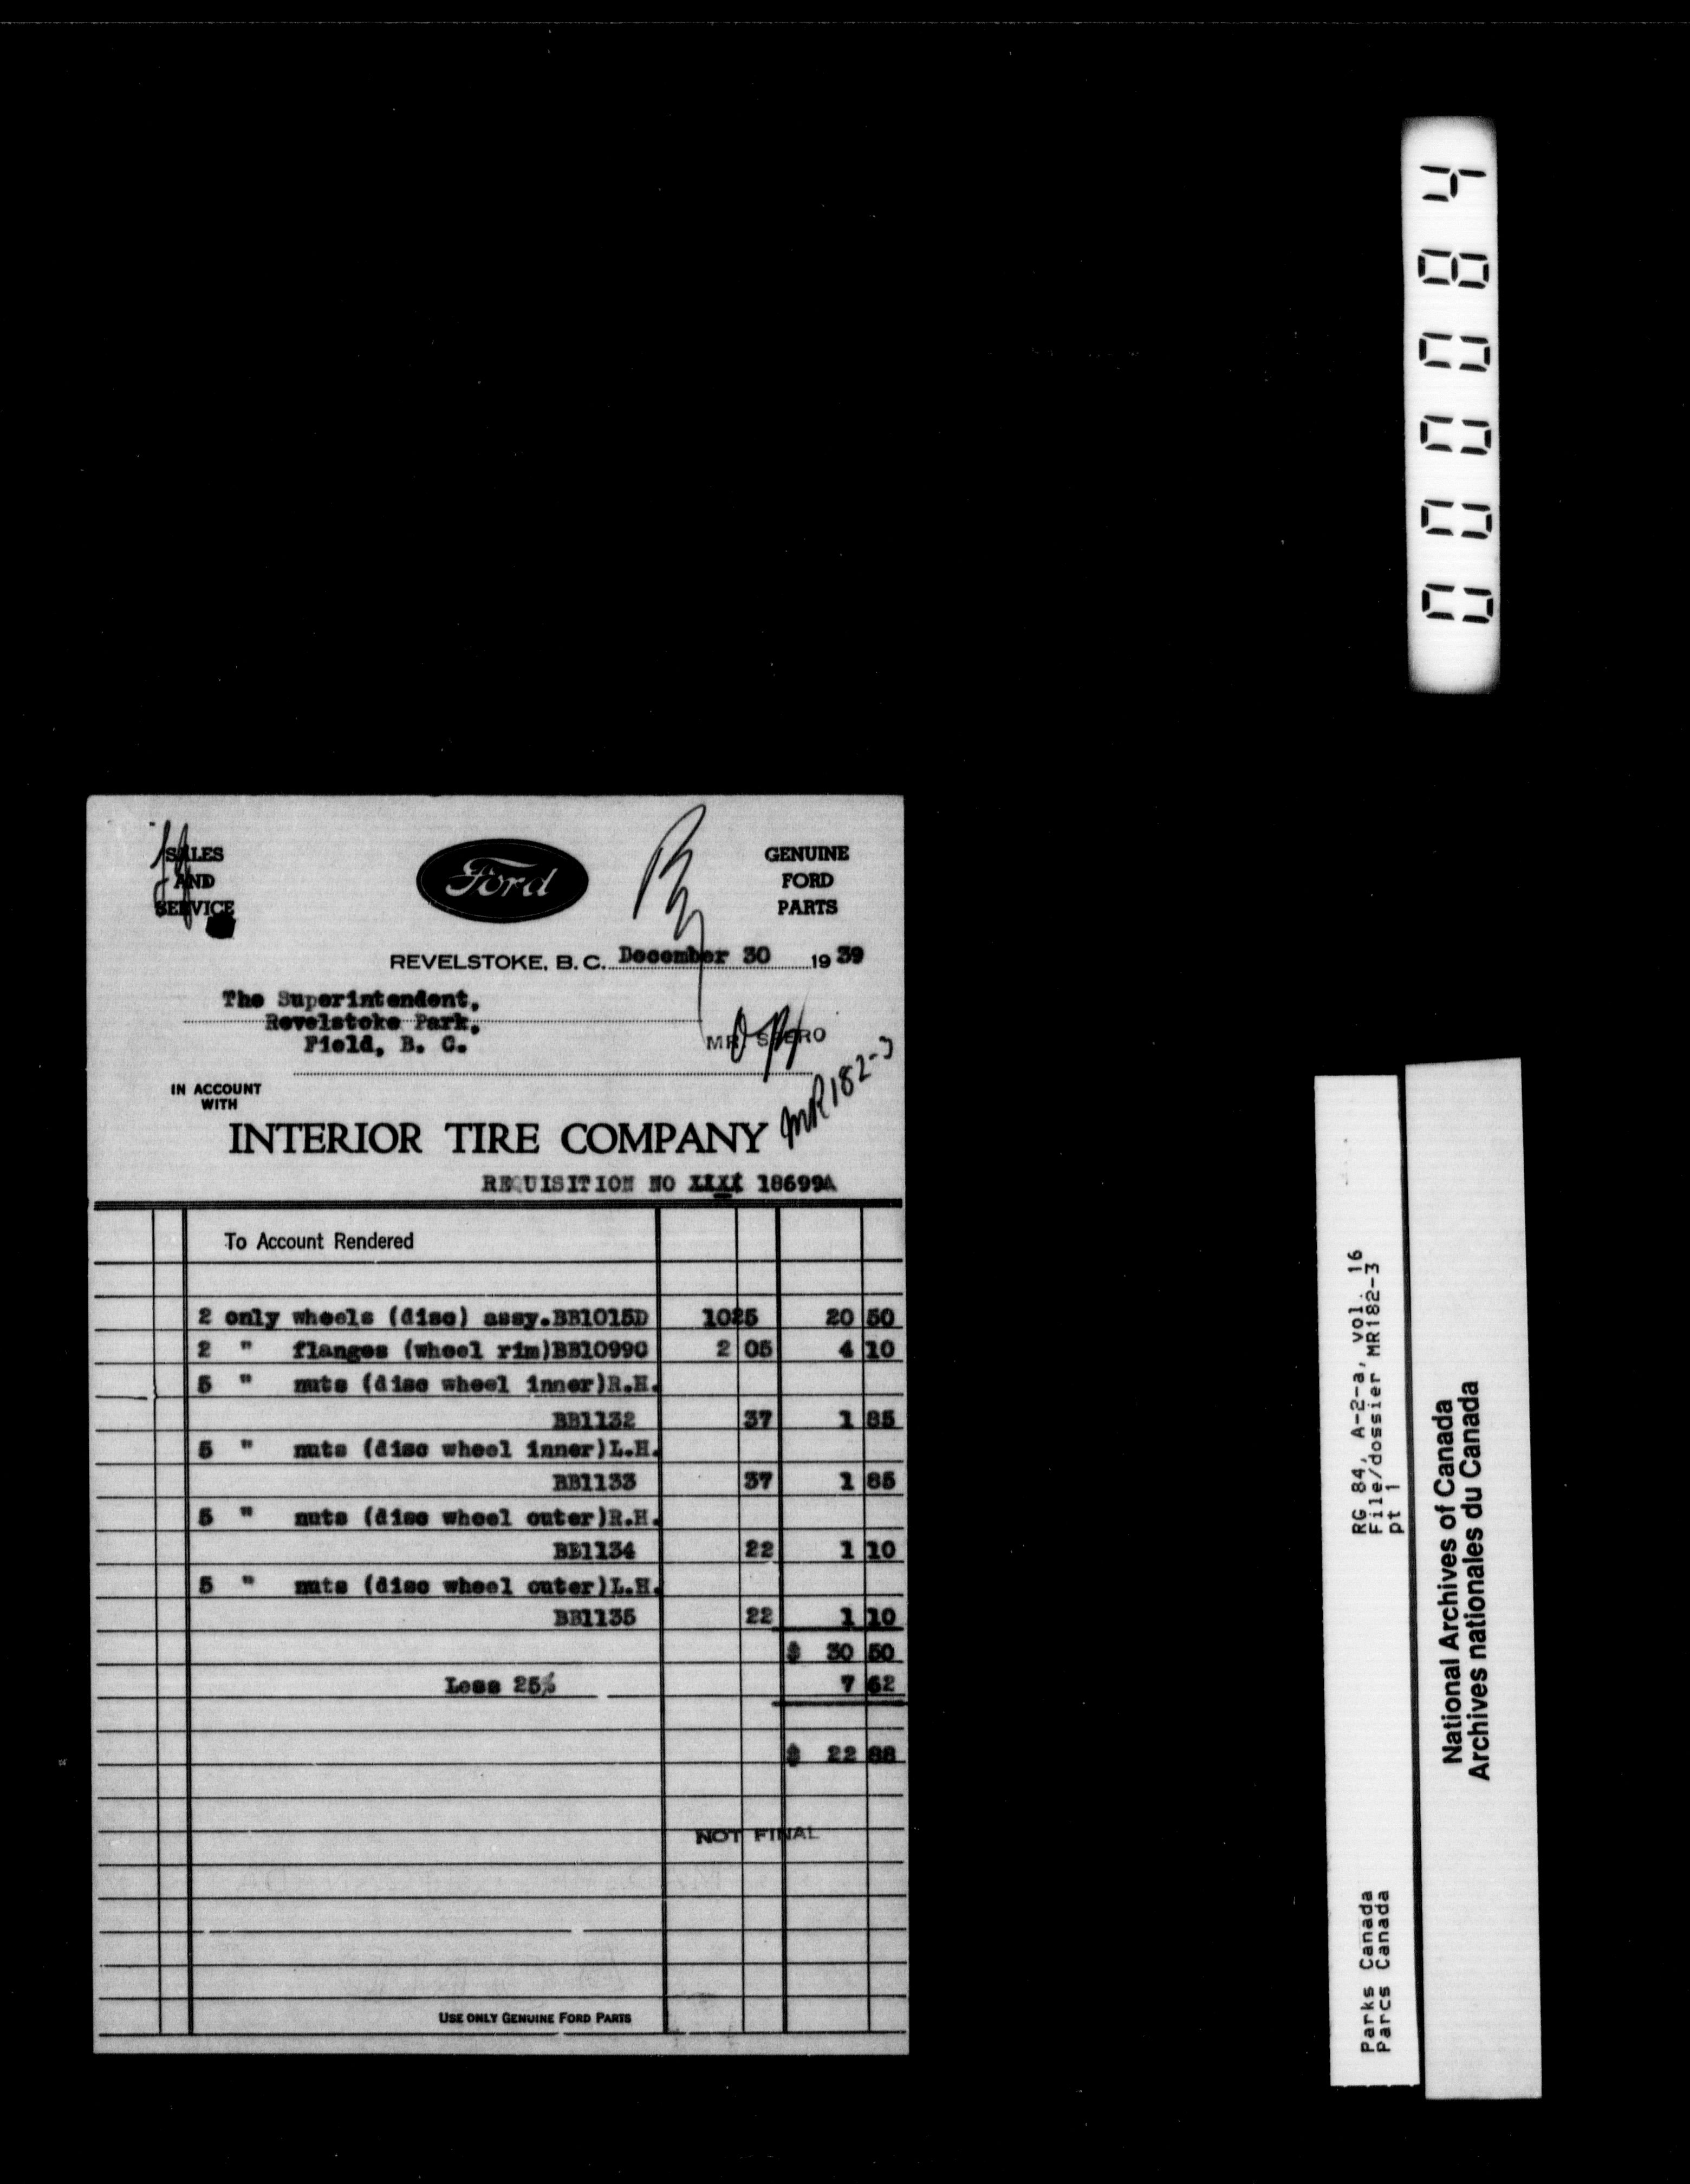 SALES
AND
SERVICE
Ford
GENUINE
FORD
PARTS
REVELSTOKE, B.C. December 30 1939
The Superintendent,
Revelstoke Park,
Field, B. C.
MR. SPERO
MR182-3
IN ACCOUNT
WITH
INTERIOR TIRE COMPANY
REQUISITION NO 18699A
To Account Rendered
2 only wheels (disc) assy.BB1015D 1025 20 50
2 " flanges (wheel rim)BB1099C 2 05 4 10
5 " nuts (disc wheel inner)R.H.
BB1132 37 1 85
5 " nuts (disc wheel inner)L.H.
BB1133 37 1 85
5 " nuts (disc wheel outer)R.H.
BB1134 22 1 10
5 " nuts (disc wheel outer)L.H.
BB1135 22 1 10
$ 30 50
Less 25% 7 62
$ 22 88
NOT FINAL
USE ONLY GENUINE FORD PARTS
000084
RG 84, A-2-a, vol. 16
File/dossier MR182-3
pt 1
Parks Canada
Parcs Canada
National Archives of Canada
Archives nationales du Canada